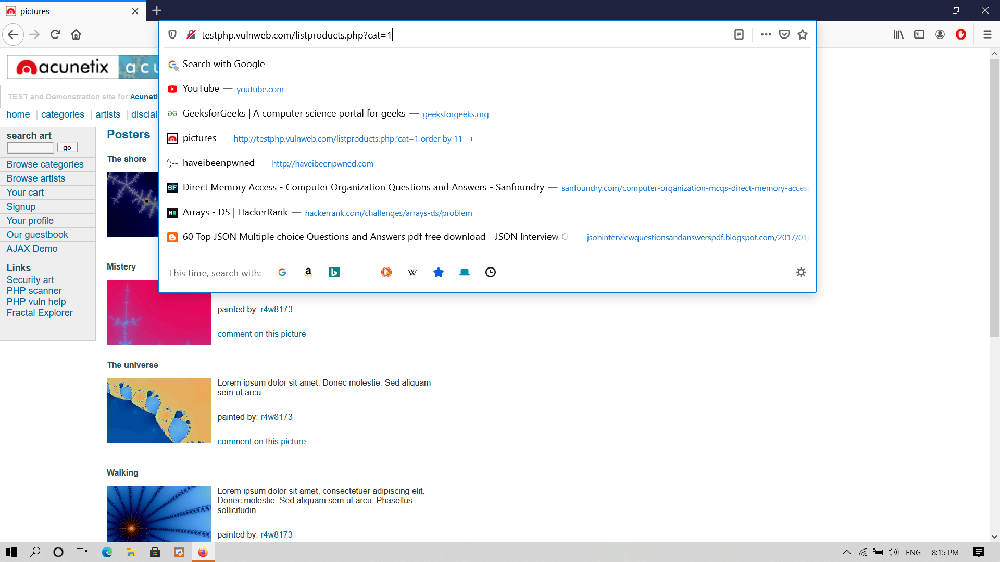 pictures
testphp.vulnweb.com/listproducts.php?cat=1
Search with Google
YouTube — youtube.com
GeeksforGeeks | A computer science portal for geeks — geeksforgeeks.org
pictures — http://testphp.vulnweb.com/listproducts.php?cat=1 order by 11--+
';-- haveibeenpwned — http://haveibeenpwned.com
SF Direct Memory Access - Computer Organization Questions and Answers - Sanfoundry — sanfoundry.com/computer-organization-mcqs-direct-memory-access
H Arrays - DS | HackerRank — hackerrank.com/challenges/arrays-ds/problem
60 Top JSON Multiple choice Questions and Answers pdf free download - JSON Interview Q — jsoninterviewquestionsandanswerspdf.blogspot.com/2017/01/
This time, search with:
acunetix acu
TEST and Demonstration site for Acuneti
home | categories | artists | disclai
search art
go
Browse categories
Browse artists
Your cart
Signup
Your profile
Our guestbook
AJAX Demo
Links
Security art
PHP scanner
PHP vuln help
Fractal Explorer
Posters
The shore
Mistery
painted by: r4w8173
comment on this picture
The universe
Lorem ipsum dolor sit amet. Donec molestie. Sed aliquam
sem ut arcu.
painted by: r4w8173
comment on this picture
Walking
Lorem ipsum dolor sit amet, consectetuer adipiscing elit.
Donec molestie. Sed aliquam sem ut arcu. Phasellus
sollicitudin.
painted by: r4w8173
ENG 8:15 PM